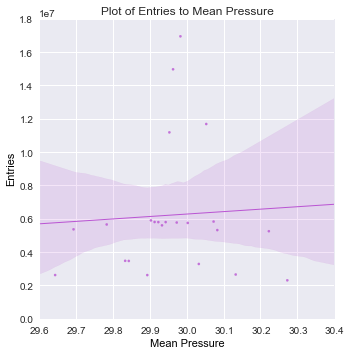 Plot of Entries to Mean Pressure
1e7
1.8
1.6
1.4
1.2
1.0
0.8
0.6
0.4
0.2
0.0
Entries
29.6 29.7 29.8 29.9 30.0 30.1 30.2 30.3 30.4
Mean Pressure